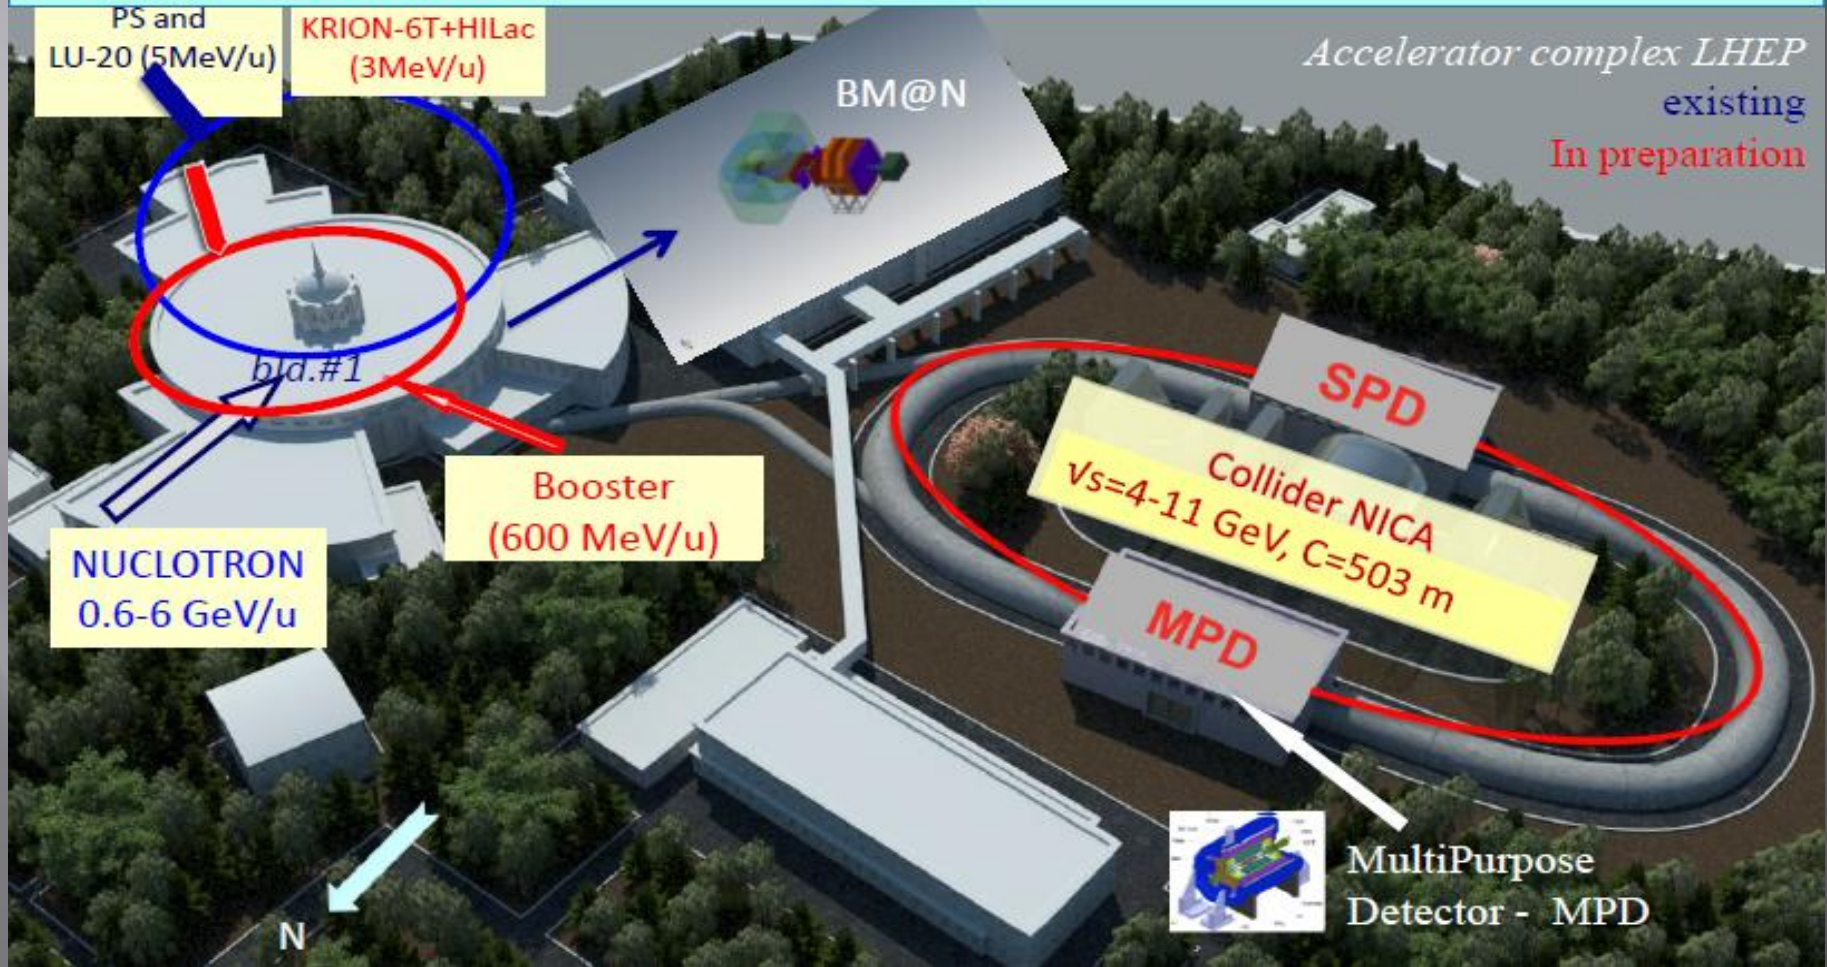 PS and
LU-20 (5MeV/u)
KRION-6T+HILac
(3MeV/u)
Accelerator complex LHEP
existing
In preparation
BM@N
bld.#1
SPD
Collider NICA
√s=4-11 GeV, C=503 m
Booster
(600 MeV/u)
NUCLOTRON
0.6-6 GeV/u
MPD
MultiPurpose
Detector - MPD
N